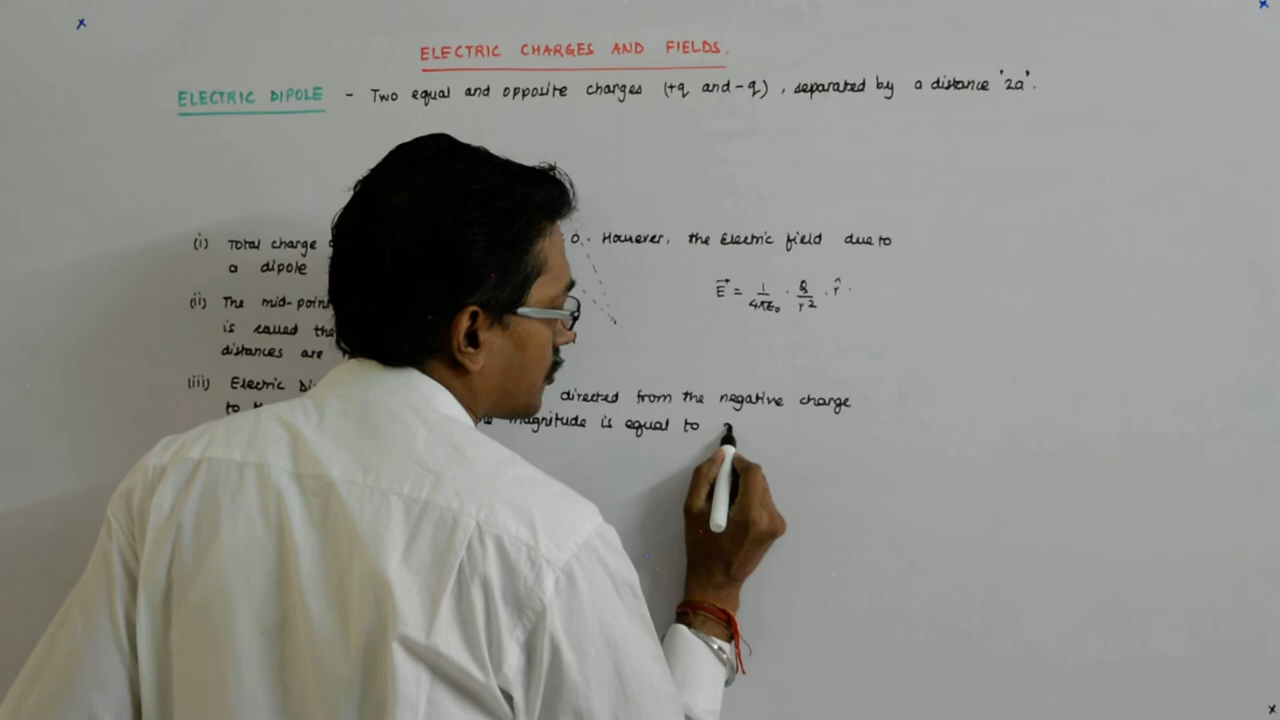 ELECTRIC CHARGES AND FIELDS.
ELECTRIC DIPOLE - Two equal and opposite charges (+q and -q), separated by a distance '2a'.
(i) Total charge 0. However, the Electric field due to
a dipole
E⃗ = 1/4πε₀ · Q/r² · r̂.
(ii) The mid-poin
is called the
distances are
(iii) Electric Di directed from the negative charge
to magnitude is equal to